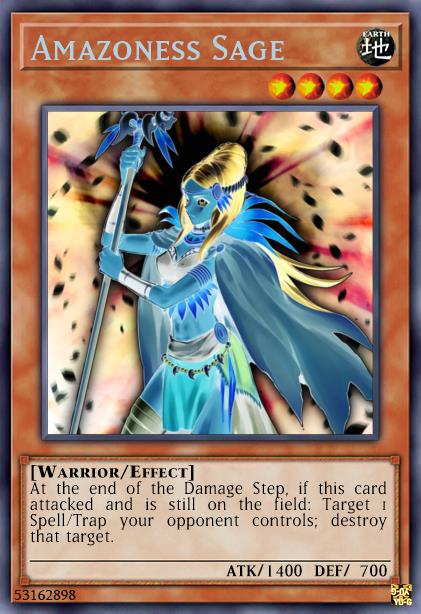 AMAZONESS SAGE
EARTH
地
[WARRIOR/EFFECT]
At the end of the Damage Step, if this card
attacked and is still on the field: Target 1
Spell/Trap your opponent controls; destroy
that target.
ATK/1400 DEF/ 700
53162898